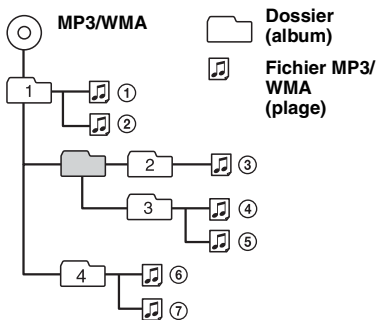 MP3/WMA
Dossier
(album)
Fichier MP3/
WMA
(plage)
1 ①
②
2 ③
3 ④
⑤
4 ⑥
⑦